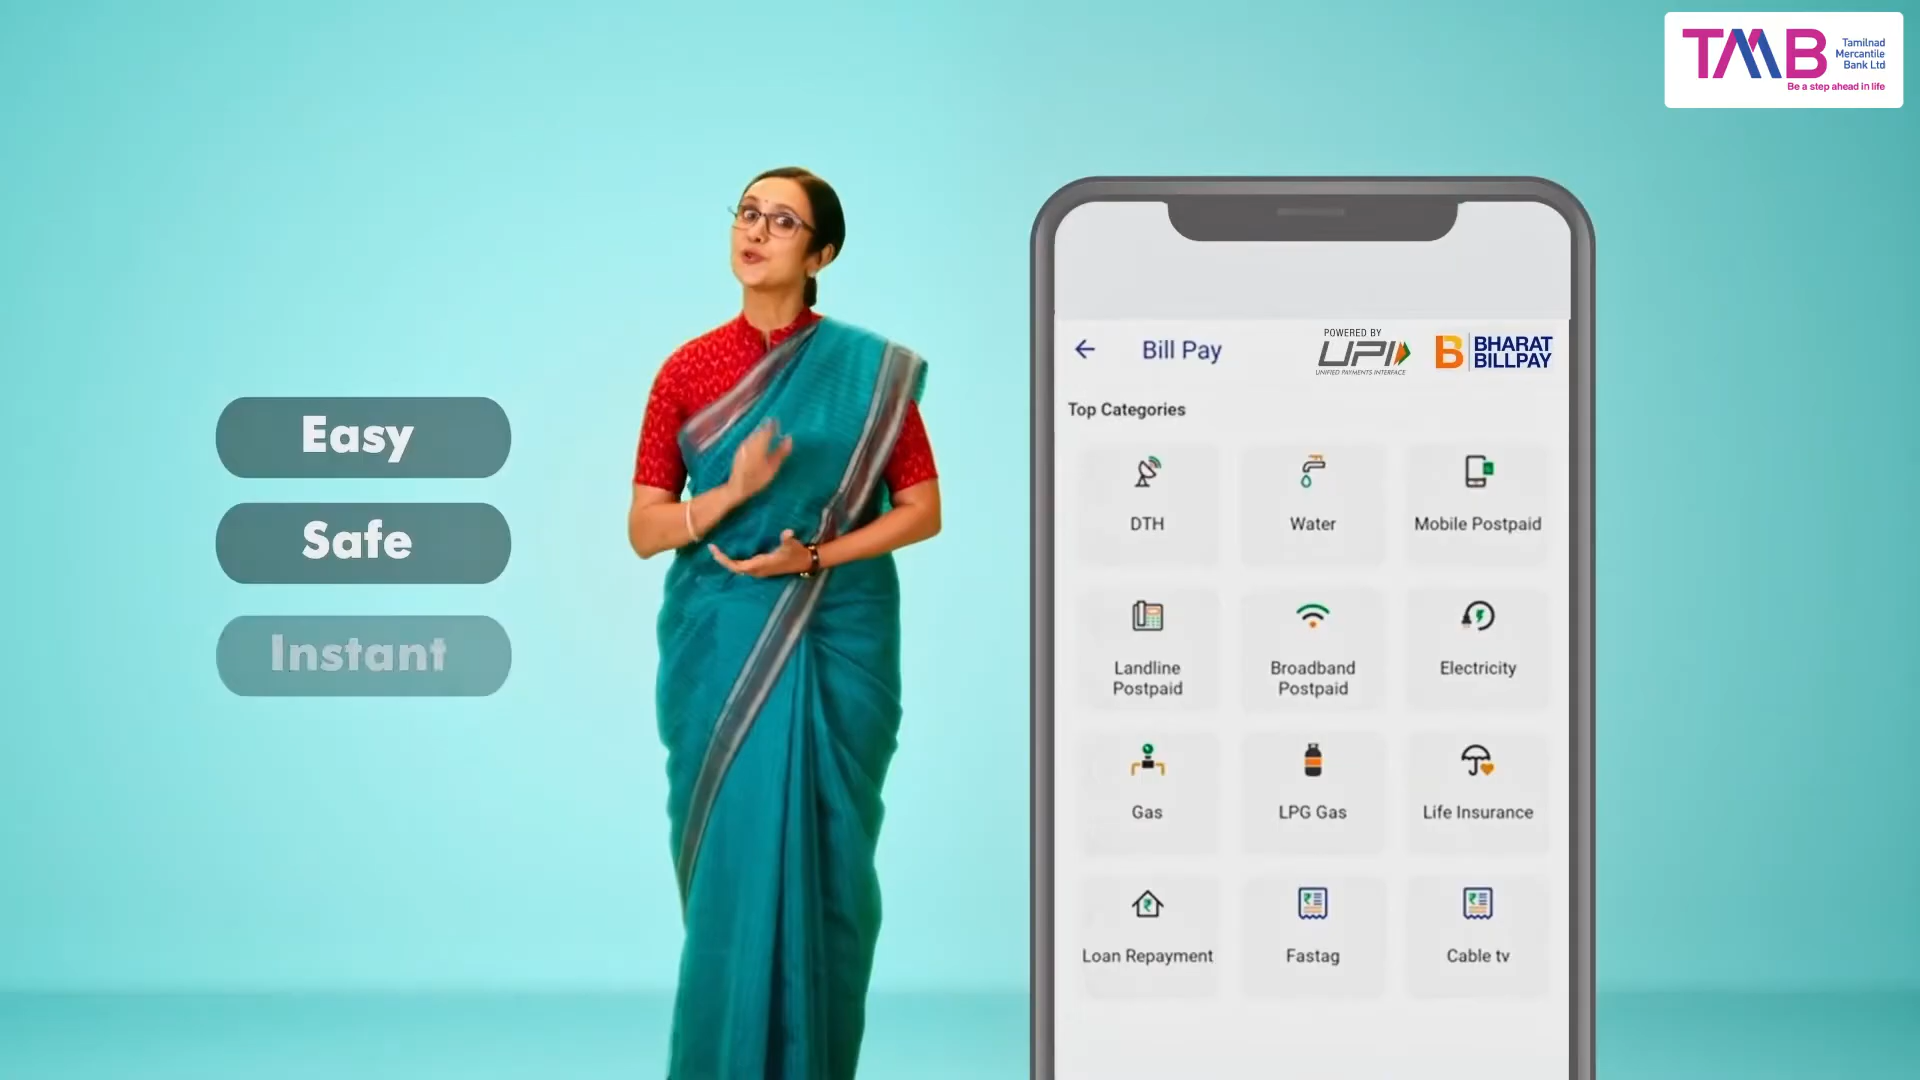 TMB
Tamilnad
Mercantile
Bank Ltd
Be a step ahead in life
Easy
Safe
Instant
Bill Pay
POWERED BY
UPI
UNIFIED PAYMENTS INTERFACE
B BHARAT
BILLPAY
Top Categories
DTH
Water
Mobile Postpaid
Landline
Postpaid
Broadband
Postpaid
Electricity
Gas
LPG Gas
Life Insurance
Loan Repayment
Fastag
Cable tv